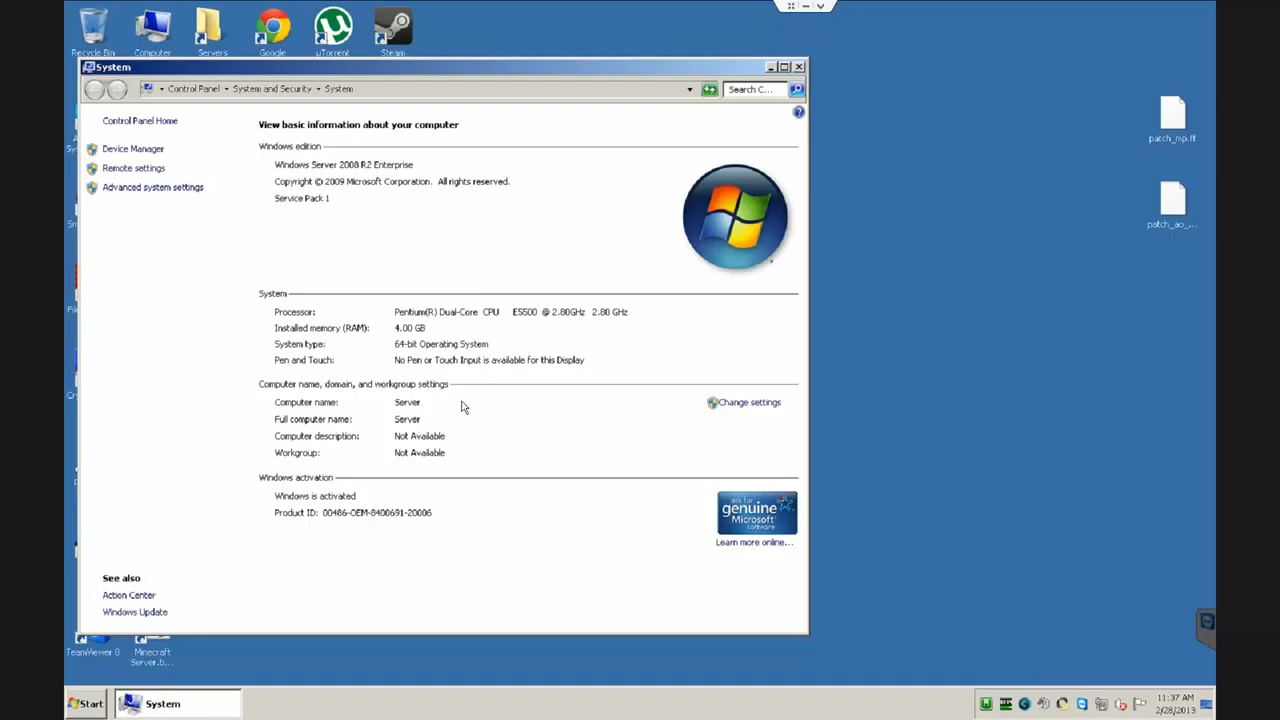 Recycle Bin
Computer
Servers
Google
µTorrent
Steam
System
Control Panel
System and Security
System
Search C...
Control Panel Home
Device Manager
Remote settings
Advanced system settings
View basic information about your computer
Windows edition
Windows Server 2008 R2 Enterprise
Copyright © 2009 Microsoft Corporation. All rights reserved.
Service Pack 1
System
Processor: Pentium(R) Dual-Core CPU E5500 @ 2.80GHz 2.80 GHz
Installed memory (RAM): 4.00 GB
System type: 64-bit Operating System
Pen and Touch: No Pen or Touch Input is available for this Display
Computer name, domain, and workgroup settings
Computer name: Server
Change settings
Full computer name: Server
Computer description: Not Available
Workgroup: Not Available
Windows activation
Windows is activated
Product ID: 00486-OEM-8400691-20006
ask for
genuine
Microsoft
software
Learn more online...
See also
Action Center
Windows Update
patch_mp.ff
patch_ao_...
TeamViewer 8
Minecraft
Server.b...
Start
System
11:37 AM
2/28/2013